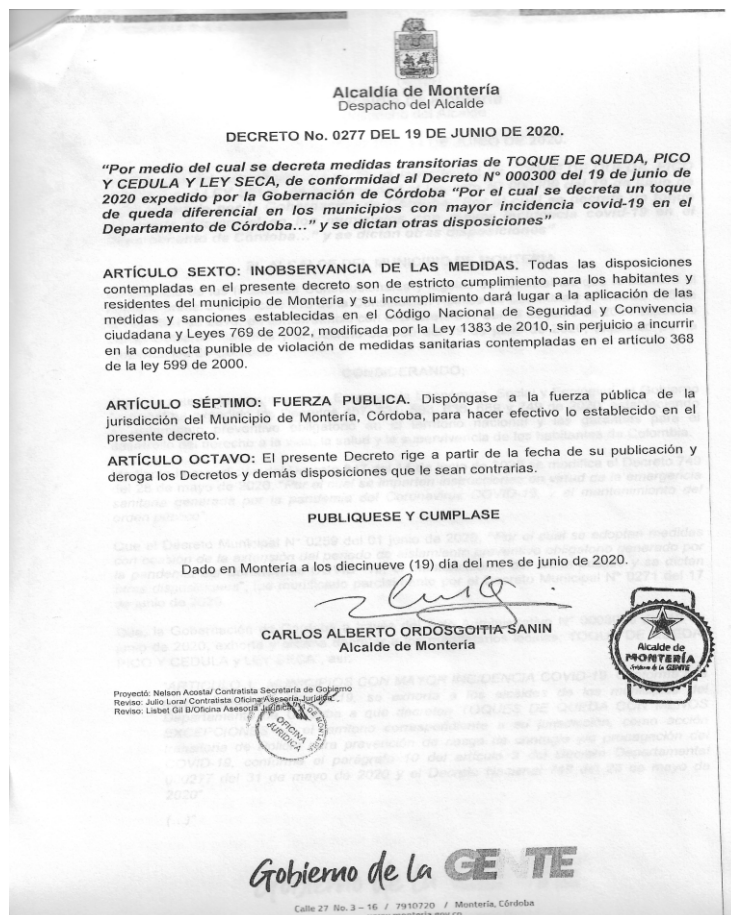 Alcaldía de Montería
Despacho del Alcalde
DECRETO No. 0277 DEL 19 DE JUNIO DE 2020.
"Por medio del cual se decreta medidas transitorias de TOQUE DE QUEDA, PICO
Y CEDULA Y LEY SECA, de conformidad al Decreto N° 000300 del 19 de junio de
2020 expedido por la Gobernación de Córdoba "Por el cual se decreta un toque
de queda diferencial en los municipios con mayor incidencia covid-19 en el
Departamento de Córdoba..." y se dictan otras disposiciones"
ARTÍCULO SEXTO: INOBSERVANCIA DE LAS MEDIDAS. Todas las disposiciones
contempladas en el presente decreto son de estricto cumplimiento para los habitantes y
residentes del municipio de Montería y su incumplimiento dará lugar a la aplicación de las
medidas y sanciones establecidas en el Código Nacional de Seguridad y Convivencia
ciudadana y Leyes 769 de 2002, modificada por la Ley 1383 de 2010, sin perjuicio a incurrir
en la conducta punible de violación de medidas sanitarias contempladas en el articulo 368
de la ley 599 de 2000.
ARTÍCULO SÉPTIMO: FUERZA PUBLICA. Dispóngase a la fuerza pública de la
jurisdicción del Municipio de Montería, Córdoba, para hacer efectivo lo establecido en el
presente decreto.
ARTÍCULO OCTAVO: El presente Decreto rige a partir de la fecha de su publicación y
deroga los Decretos y demás disposiciones que le sean contrarias.
PUBLIQUESE Y CUMPLASE
Dado en Montería a los diecinueve (19) día del mes de junio de 2020.
CARLOS ALBERTO ORDOSGOITIA SANIN
Alcalde de Montería
Alcalde de
MONTERÍA
Gobierno de la GENTE
Proyectó: Nelson Acosta/ Contratista Secretaría de Gobierno
Reviso: Julio Lora/ Contratista Oficina Asesoría Jurídica
Reviso: Lisbet Gil B/Oficina Asesoría Jurídica
OFICINA
JURIDICA
Gobierno de la GENTE
Calle 27 No. 3 – 16 / 7910720 / Montería, Córdoba